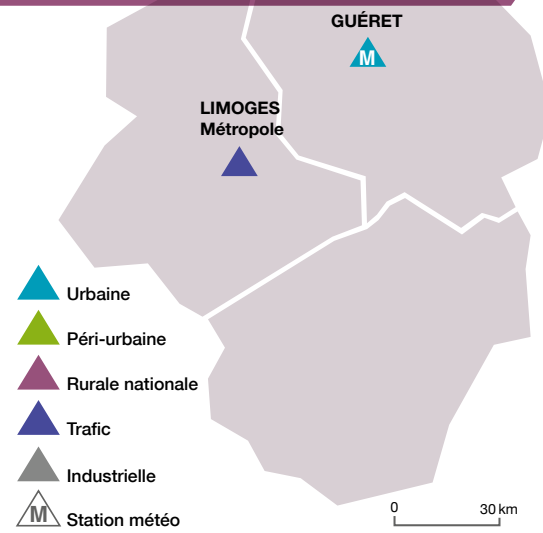 GUÉRET
M
LIMOGES
Métropole
Urbaine
Péri-urbaine
Rurale nationale
Trafic
Industrielle
M Station météo
0 30 km